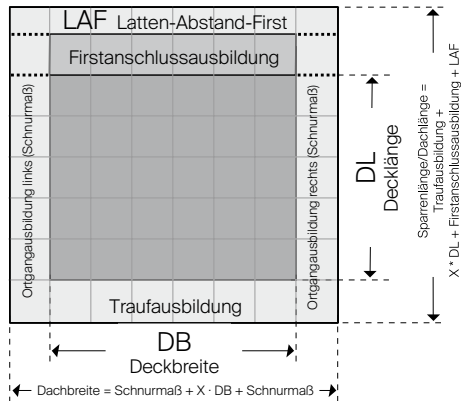 LAF Latten-Abstand-First
Firstanschlussausbildung
Ortgangausbildung links (Schnurmaß)
Ortgangausbildung rechts (Schnurmaß)
DL
Decklänge
Sparrenlänge/Dachlänge =
Traufausbildung +
X * DL + Firstanschlussausbildung + LAF
Traufausbildung
DB
Deckbreite
Dachbreite = Schnurmaß + X · DB + Schnurmaß